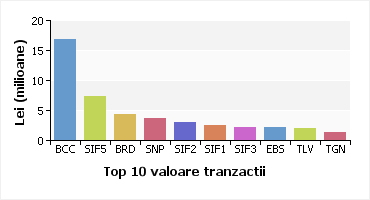 Lei (milioane)
20
15
10
5
0
BCC SIF5 BRD SNP SIF2 SIF1 SIF3 EBS TLV TGN
Top 10 valoare tranzactii